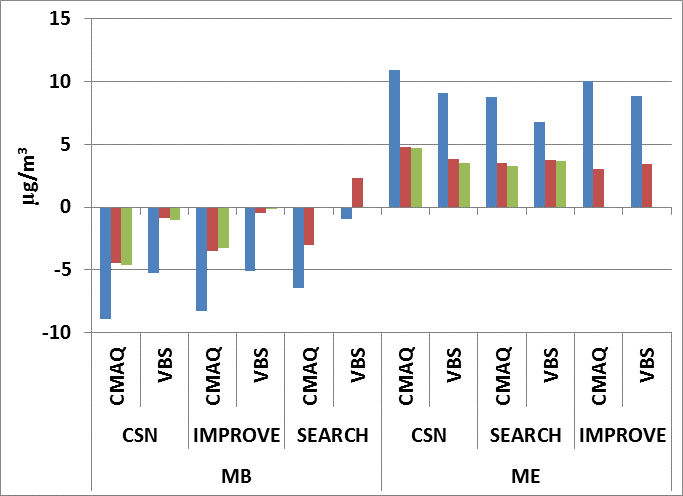 15
10
5
0
-5
-10
µg/m³
CMAQ VBS CMAQ VBS CMAQ VBS CMAQ VBS CMAQ VBS CMAQ VBS
CSN IMPROVE SEARCH CSN SEARCH IMPROVE
MB ME